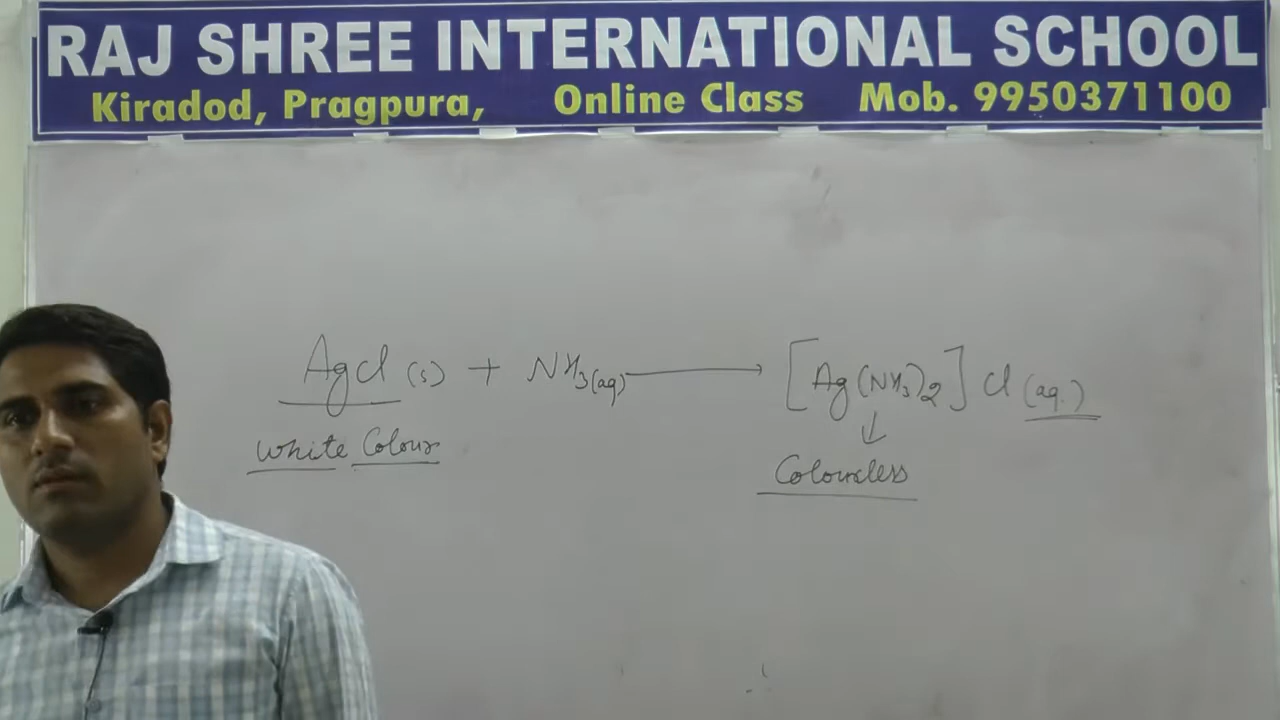 RAJ SHREE INTERNATIONAL SCHOOL
Kiradod, Pragpura, Online Class Mob. 9950371100
AgCl (s) + NH3(aq) → [Ag(NH3)2] Cl (aq.)
↓
White Colour Colourless